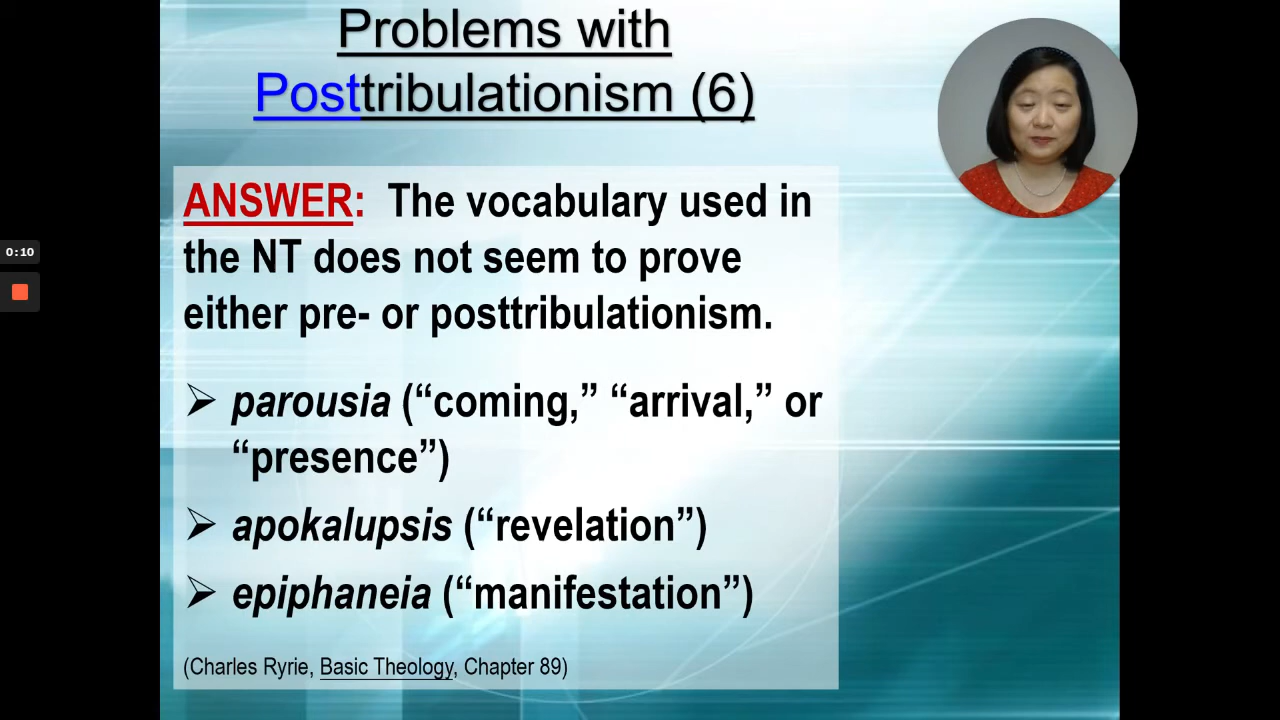 Problems with
Posttribulationism (6)
0:10
ANSWER: The vocabulary used in
the NT does not seem to prove
either pre- or posttribulationism.
➢ parousia (“coming,” “arrival,” or
“presence”)
➢ apokalupsis (“revelation”)
➢ epiphaneia (“manifestation”)
(Charles Ryrie, Basic Theology, Chapter 89)